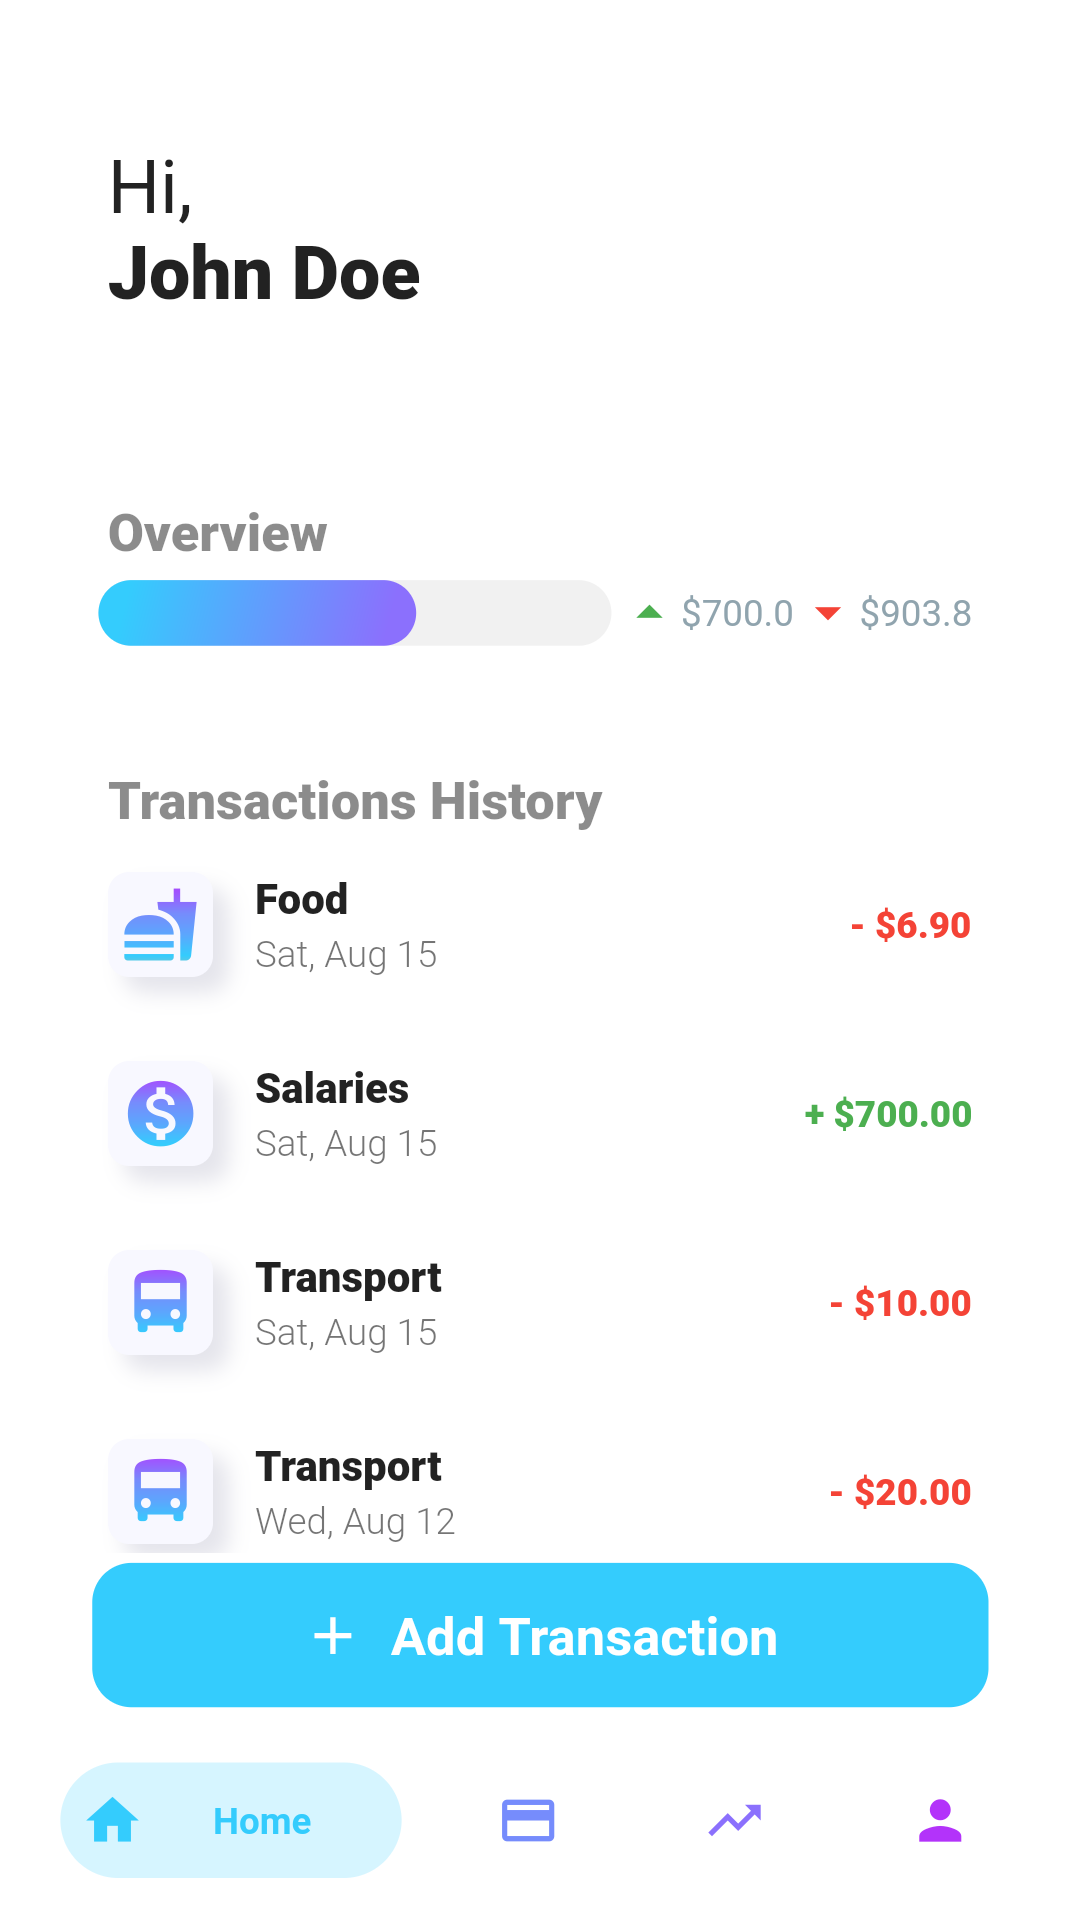 Hi,
John Doe
Overview
$700.0 $903.8
Transactions History
Food
Sat, Aug 15
- $6.90
Salaries
Sat, Aug 15
+ $700.00
Transport
Sat, Aug 15
- $10.00
Transport
Wed, Aug 12
- $20.00
+ Add Transaction
Home